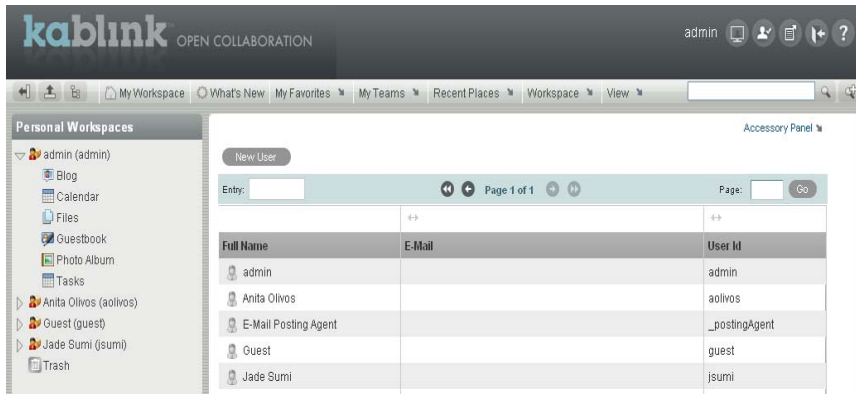 kablink OPEN COLLABORATION
admin
?
My Workspace What's New My Favorites My Teams Recent Places Workspace View
Personal Workspaces
admin (admin)
Blog
Calendar
Files
Guestbook
Photo Album
Tasks
Anita Olivos (aolivos)
Guest (guest)
Jade Sumi (jsumi)
Trash
Accessory Panel
New User
Entry: Page 1 of 1 Page: Go
Full Name E-Mail User Id
admin admin
Anita Olivos aolivos
E-Mail Posting Agent _postingAgent
Guest guest
Jade Sumi jsumi